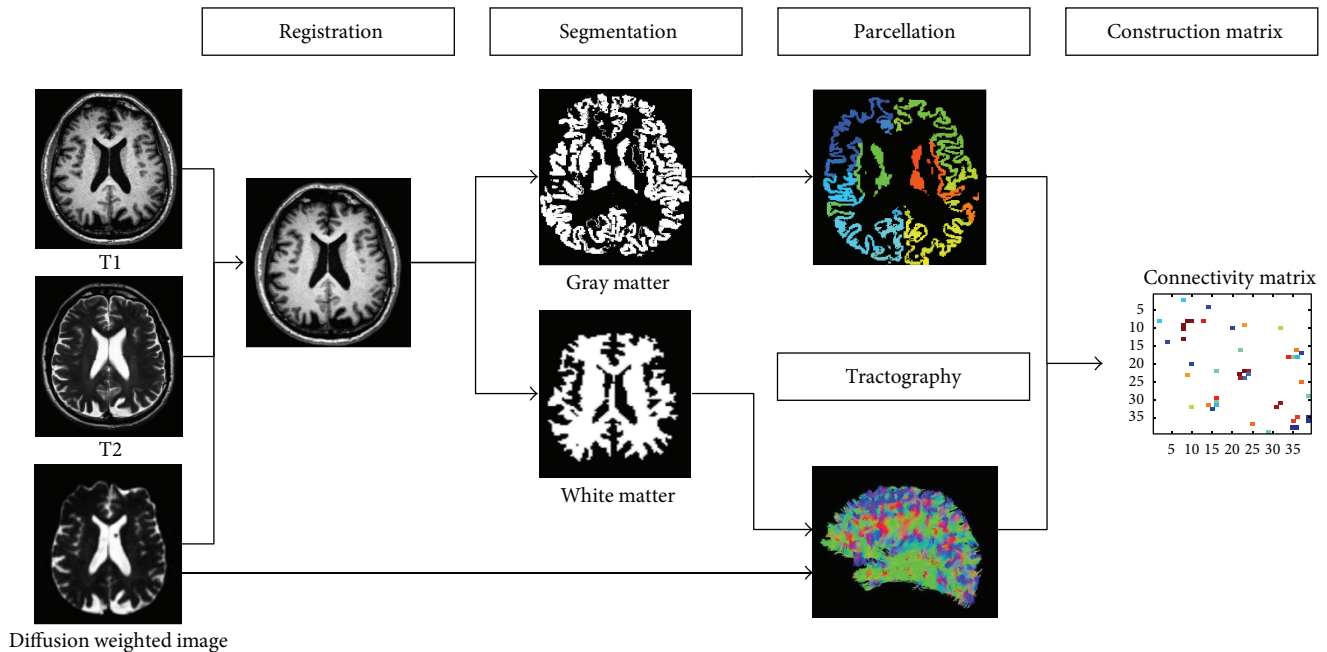 Registration
Segmentation
Parcellation
Construction matrix
T1
T2
Diffusion weighted image
Gray matter
White matter
Tractography
Connectivity matrix
5
10
15
20
25
30
35
5 10 15 20 25 30 35